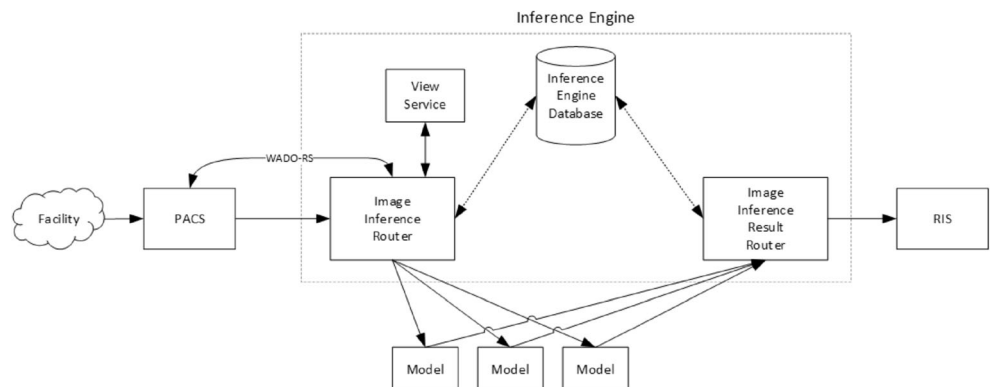 Inference Engine
View
Service
Inference
Engine
Database
WADO-RS
Facility
PACS
Image
Inference
Router
Image
Inference
Result
Router
RIS
Model
Model
Model